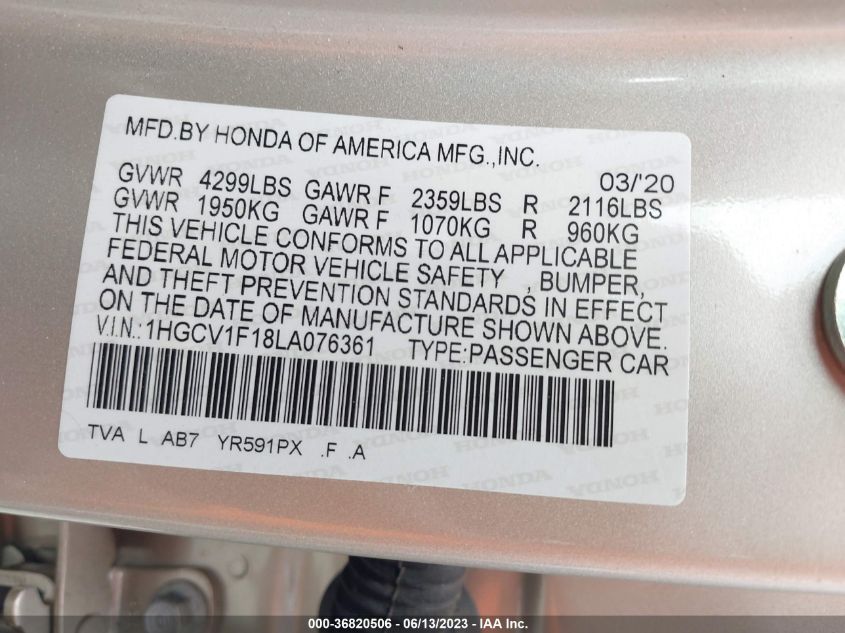 MFD.BY HONDA OF AMERICA MFG.,INC.
03/'20
GVWR 4299LBS GAWR F 2359LBS R 2116LBS
GVWR 1950KG GAWR F 1070KG R 960KG
THIS VEHICLE CONFORMS TO ALL APPLICABLE
FEDERAL MOTOR VEHICLE SAFETY , BUMPER,
AND THEFT PREVENTION STANDARDS IN EFFECT
ON THE DATE OF MANUFACTURE SHOWN ABOVE.
V.I.N.:1HGCV1F18LA076361 TYPE:PASSENGER CAR
TVA L AB7 YR591PX .F .A
000-36820506 - 06/13/2023 - IAA Inc.